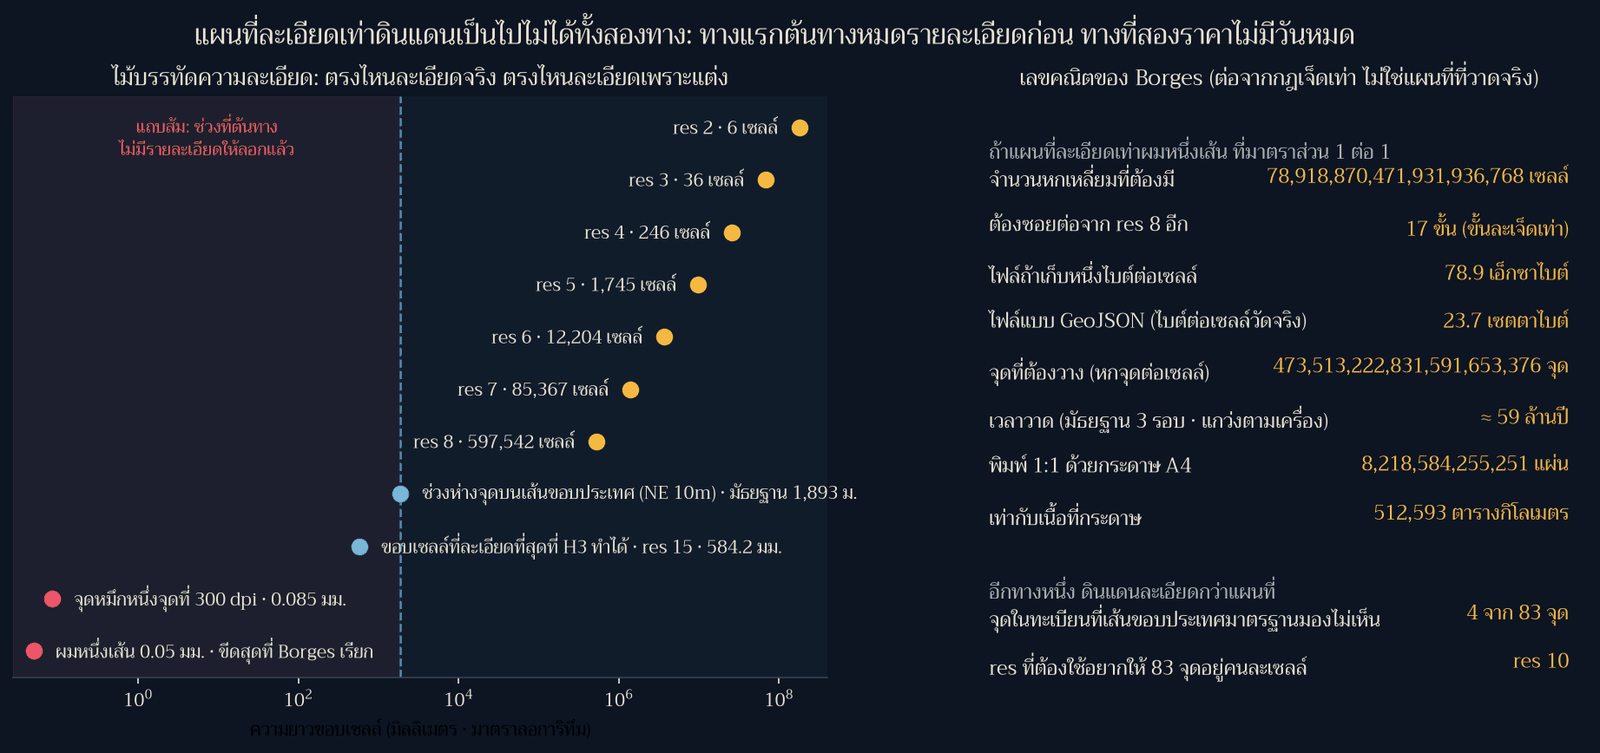 แผนที่ละเอียดเท่าดินแดนเป็นไปไม่ได้ทั้งสองทาง: ทางแรกต้นทางหมดรายละเอียดก่อน ทางที่สองราคาไม่มีวันหมด
ไม้บรรทัดความละเอียด: ตรงไหนละเอียดจริง ตรงไหนละเอียดเพราะแต่ง
แถบส้ม: ช่วงที่ต้นทาง
ไม่มีรายละเอียดให้ลอกแล้ว
res 2 · 6 เซลล์
res 3 · 36 เซลล์
res 4 · 246 เซลล์
res 5 · 1,745 เซลล์
res 6 · 12,204 เซลล์
res 7 · 85,367 เซลล์
res 8 · 597,542 เซลล์
ช่วงห่างจุดบนเส้นขอบประเทศ (NE 10m) · มัธยฐาน 1,893 ม.
ขอบเซลล์ที่ละเอียดที่สุดที่ H3 ทำได้ · res 15 · 584.2 มม.
จุดหมึกหนึ่งจุดที่ 300 dpi · 0.085 มม.
ผมหนึ่งเส้น 0.05 มม. · ขีดสุดที่ Borges เรียก
10⁰ 10² 10⁴ 10⁶ 10⁸
ความยาวขอบเซลล์ (มิลลิเมตร · มาตราลอการิทึม)
เลขคณิตของ Borges (ต่อจากกฎเจ็ดเท่า ไม่ใช่แผนที่ที่วาดจริง)
ถ้าแผนที่ละเอียดเท่าผมหนึ่งเส้น ที่มาตราส่วน 1 ต่อ 1
จำนวนหกเหลี่ยมที่ต้องมี 78,918,870,471,931,936,768 เซลล์
ต้องซอยต่อจาก res 8 อีก 17 ขั้น (ขั้นละเจ็ดเท่า)
ไฟล์ถ้าเก็บหนึ่งไบต์ต่อเซลล์ 78.9 เอ็กซาไบต์
ไฟล์แบบ GeoJSON (ไบต์ต่อเซลล์วัดจริง) 23.7 เซตตาไบต์
จุดที่ต้องวาง (หกจุดต่อเซลล์) 473,513,222,831,591,653,376 จุด
เวลาวาด (มัธยฐาน 3 รอบ · แกว่งตามเครื่อง) ≈ 59 ล้านปี
พิมพ์ 1:1 ด้วยกระดาษ A4 8,218,584,255,251 แผ่น
เท่ากับเนื้อที่กระดาษ 512,593 ตารางกิโลเมตร
อีกทางหนึ่ง ดินแดนละเอียดกว่าแผนที่
จุดในทะเบียนที่เส้นขอบประเทศมาตรฐานมองไม่เห็น 4 จาก 83 จุด
res ที่ต้องใช้อยากให้ 83 จุดอยู่คนละเซลล์ res 10